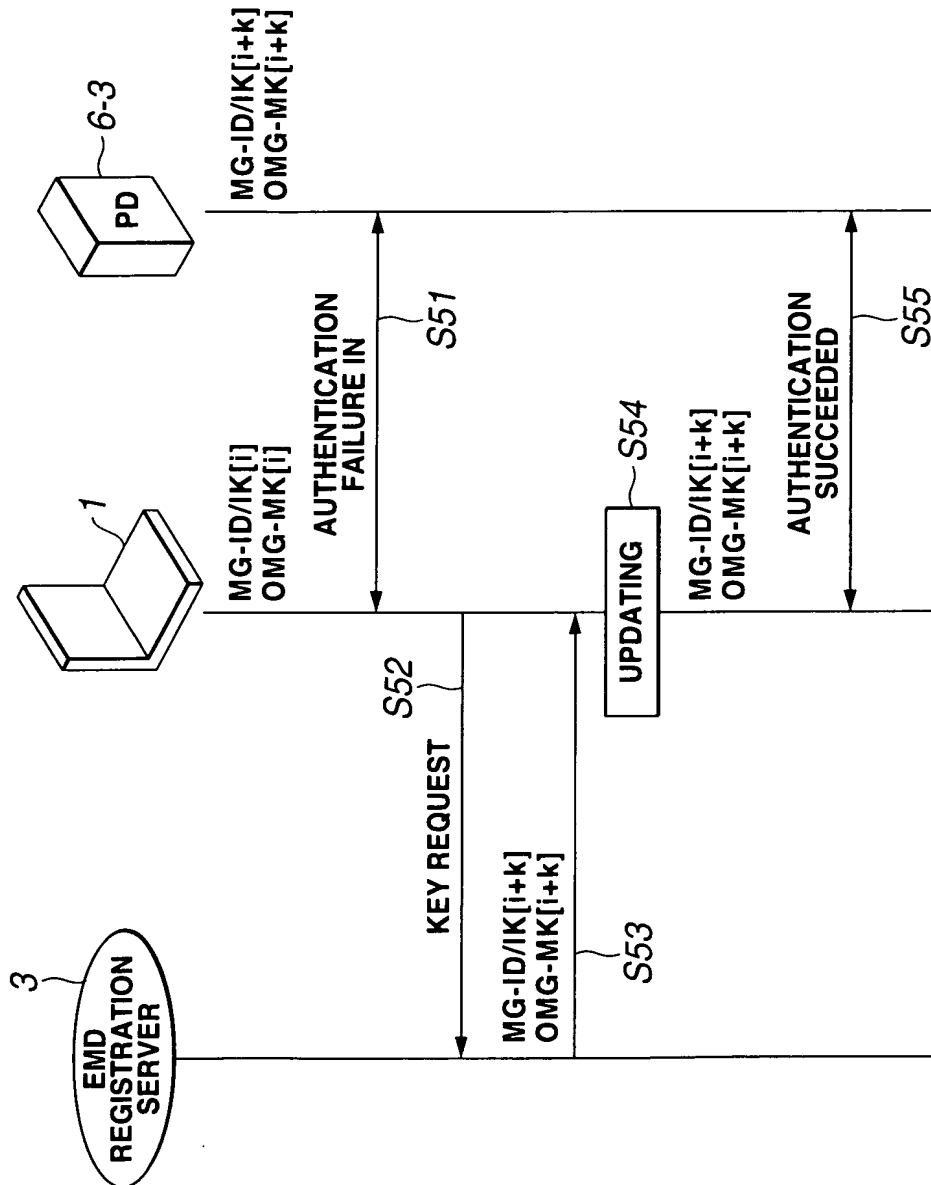 3
EMD
REGISTRATION
SERVER
1
6-3
PD
MG-ID/IK[i]
OMG-MK[i]
MG-ID/IK[i+k]
OMG-MK[i+k]
AUTHENTICATION
FAILURE IN
S51
S52
KEY REQUEST
MG-ID/IK[i+k]
OMG-MK[i+k]
S53
UPDATING
S54
MG-ID/IK[i+k]
OMG-MK[i+k]
AUTHENTICATION
SUCCEEDED
S55